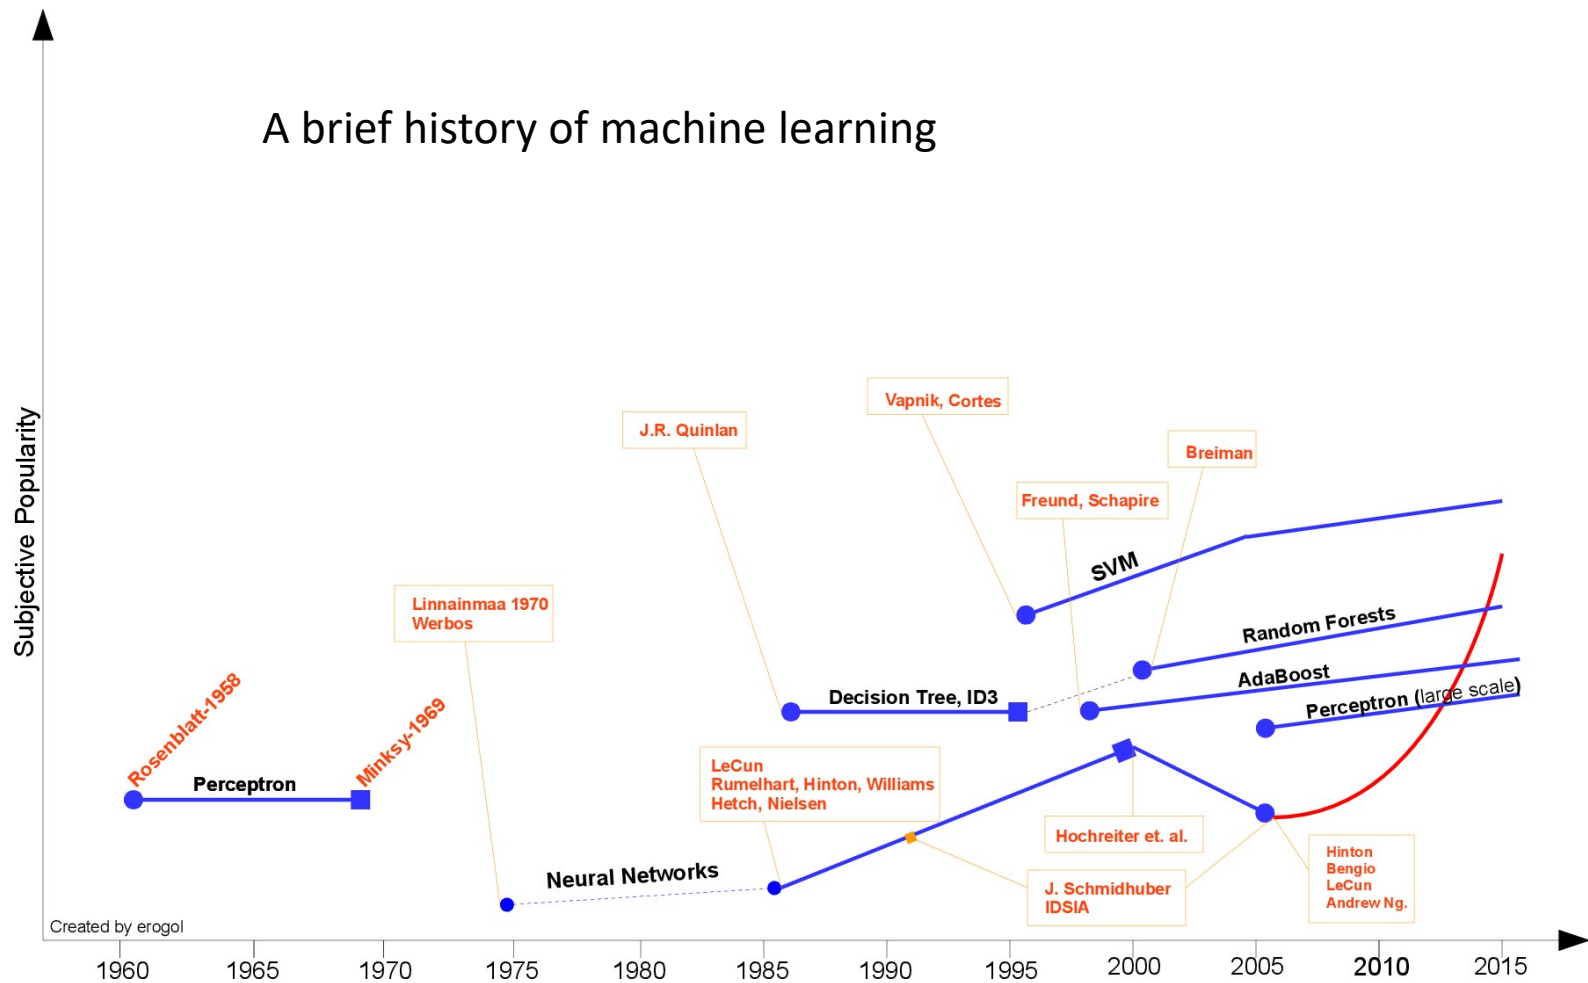 A brief history of machine learning
Subjective Popularity
Vapnik, Cortes
J.R. Quinlan
Breiman
Freund, Schapire
SVM
Linnainmaa 1970
Werbos
Random Forests
AdaBoost
Rosenblatt-1958
Minksy-1969
Decision Tree, ID3
Perceptron (large scale)
Perceptron
LeCun
Rumelhart, Hinton, Williams
Hetch, Nielsen
Hochreiter et. al.
Neural Networks
J. Schmidhuber
IDSIA
Hinton
Bengio
LeCun
Andrew Ng.
Created by erogol
1960 1965 1970 1975 1980 1985 1990 1995 2000 2005 2010 2015